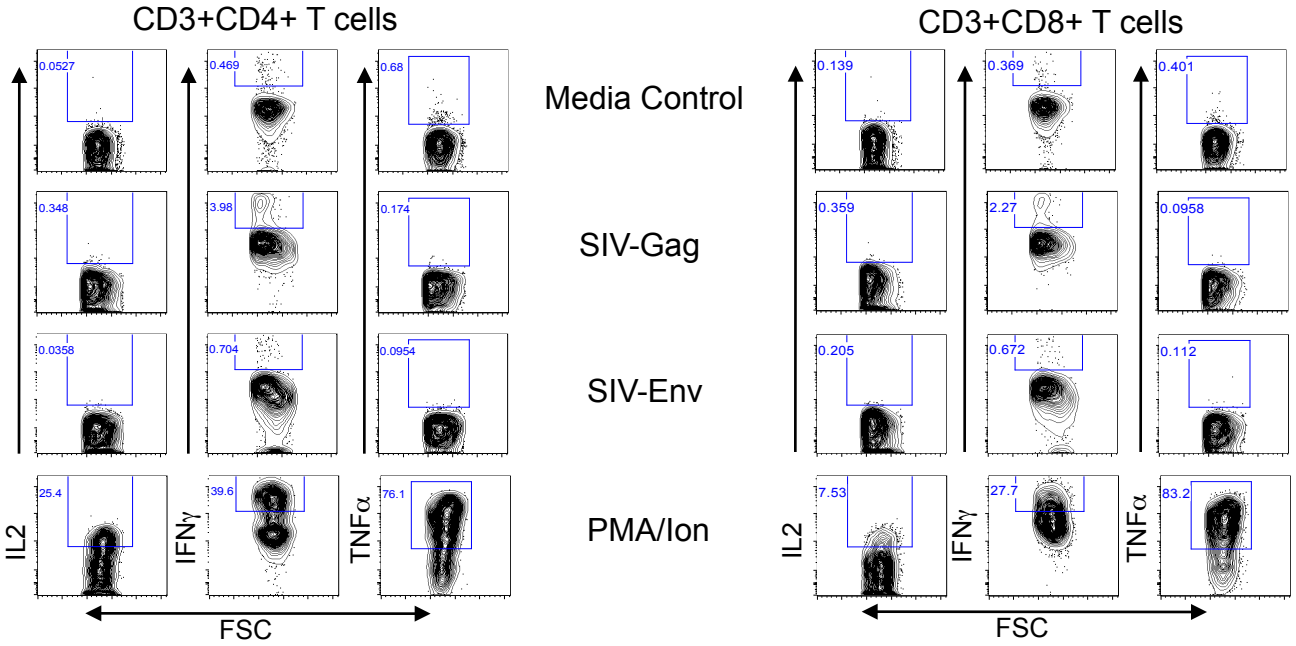 CD3+CD4+ T cells
CD3+CD8+ T cells
0.0527 0.469 0.68 Media Control 0.139 0.369 0.401
0.348 3.98 0.174 SIV-Gag 0.359 2.27 0.0958
0.0358 0.704 0.0954 SIV-Env 0.205 0.672 0.112
25.4 39.6 76.1 PMA/Ion 7.53 27.7 83.2
IL2 IFNγ TNFα IL2 IFNγ TNFα
FSC FSC